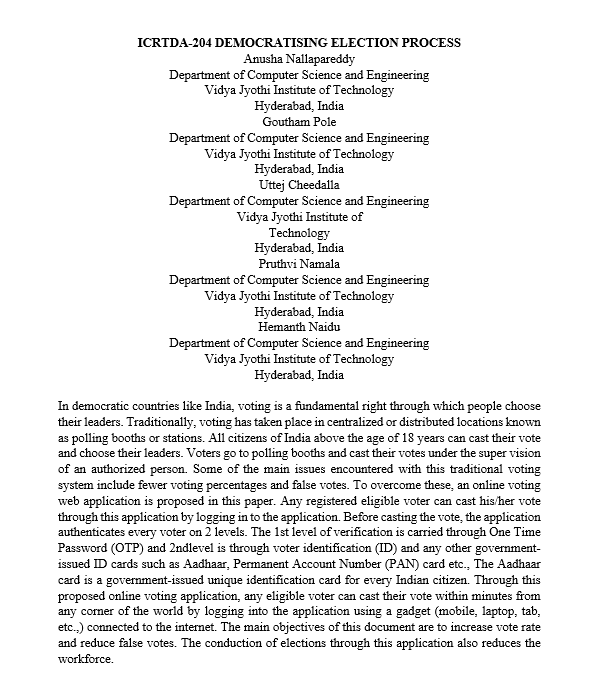 ICRTDA-204 DEMOCRATISING ELECTION PROCESS
Anusha Nallapareddy
Department of Computer Science and Engineering
Vidya Jyothi Institute of Technology
Hyderabad, India
Goutham Pole
Department of Computer Science and Engineering
Vidya Jyothi Institute of Technology
Hyderabad, India
Uttej Cheedalla
Department of Computer Science and Engineering
Vidya Jyothi Institute of
Technology
Hyderabad, India
Pruthvi Namala
Department of Computer Science and Engineering
Vidya Jyothi Institute of Technology
Hyderabad, India
Hemanth Naidu
Department of Computer Science and Engineering
Vidya Jyothi Institute of Technology
Hyderabad, India
In democratic countries like India, voting is a fundamental right through which people choose
their leaders. Traditionally, voting has taken place in centralized or distributed locations known
as polling booths or stations. All citizens of India above the age of 18 years can cast their vote
and choose their leaders. Voters go to polling booths and cast their votes under the super vision
of an authorized person. Some of the main issues encountered with this traditional voting
system include fewer voting percentages and false votes. To overcome these, an online voting
web application is proposed in this paper. Any registered eligible voter can cast his/her vote
through this application by logging in to the application. Before casting the vote, the application
authenticates every voter on 2 levels. The 1st level of verification is carried through One Time
Password (OTP) and 2ndlevel is through voter identification (ID) and any other government-
issued ID cards such as Aadhaar, Permanent Account Number (PAN) card etc., The Aadhaar
card is a government-issued unique identification card for every Indian citizen. Through this
proposed online voting application, any eligible voter can cast their vote within minutes from
any corner of the world by logging into the application using a gadget (mobile, laptop, tab,
etc.,) connected to the internet. The main objectives of this document are to increase vote rate
and reduce false votes. The conduction of elections through this application also reduces the
workforce.